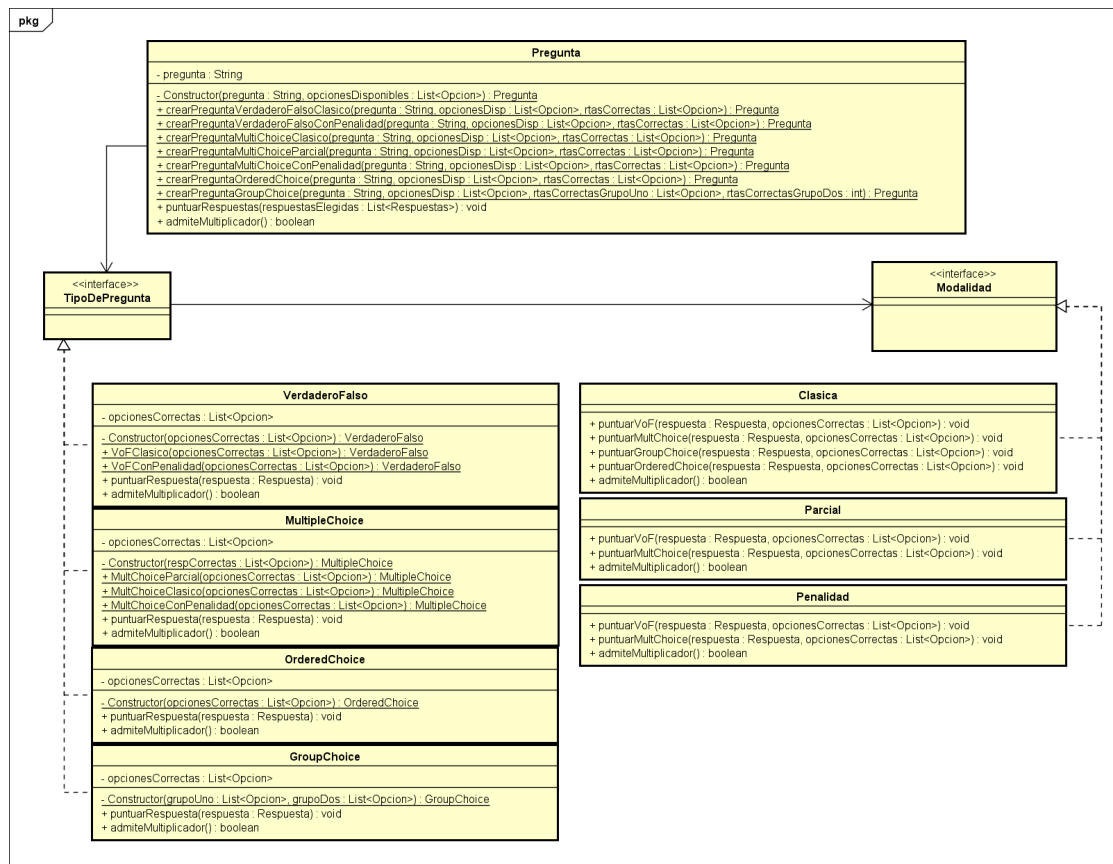 pkg
Pregunta
- pregunta : String
- Constructor(pregunta : String, opcionesDisponibles : List<Opcion>) : Pregunta
+ crearPreguntaVerdaderoFalsoClasico(pregunta : String, opcionesDisp : List<Opcion>, rtasCorrectas : List<Opcion>) : Pregunta
+ crearPreguntaVerdaderoFalsoConPenalidad(pregunta : String, opcionesDisp : List<Opcion>, rtasCorrectas : List<Opcion>) : Pregunta
+ crearPreguntaMultiChoiceClasico(pregunta : String, opcionesDisp : List<Opcion>, rtasCorrectas : List<Opcion>) : Pregunta
+ crearPreguntaMultiChoiceParcial(pregunta : String, opcionesDisp : List<Opcion>, rtasCorrectas : List<Opcion>) : Pregunta
+ crearPreguntaMultiChoiceConPenalidad(pregunta : String, opcionesDisp : List<Opcion>, rtasCorrectas : List<Opcion>) : Pregunta
+ crearPreguntaOrderedChoice(pregunta : String, opcionesDisp : List<Opcion>, rtasCorrectas : List<Opcion>) : Pregunta
+ crearPreguntaGroupChoice(pregunta : String, opcionesDisp : List<Opcion>, rtasCorrectasGrupoUno : List<Opcion>, rtasCorrectasGrupoDos : int) : Pregunta
+ puntuarRespuestas(respuestasElegidas : List<Respuestas>) : void
+ admiteMultiplicador() : boolean
<<interface>>
TipoDePregunta
<<interface>>
Modalidad
VerdaderoFalso
- opcionesCorrectas : List<Opcion>
- Constructor(opcionesCorrectas : List<Opcion>) : VerdaderoFalso
+ VoFClasico(opcionesCorrectas : List<Opcion>) : VerdaderoFalso
+ VoFConPenalidad(opcionesCorrectas : List<Opcion>) : VerdaderoFalso
+ puntuarRespuesta(respuesta : Respuesta) : void
+ admiteMultiplicador() : boolean
MultipleChoice
- opcionesCorrectas : List<Opcion>
- Constructor(respCorrectas : List<Opcion>) : MultipleChoice
+ MultChoiceParcial(opcionesCorrectas : List<Opcion>) : MultipleChoice
+ MultChoiceClasico(opcionesCorrectas : List<Opcion>) : MultipleChoice
+ MultChoiceConPenalidad(opcionesCorrectas : List<Opcion>) : MultipleChoice
+ puntuarRespuesta(respuesta : Respuesta) : void
+ admiteMultiplicador() : boolean
OrderedChoice
- opcionesCorrectas : List<Opcion>
- Constructor(opcionesCorrectas : List<Opcion>) : OrderedChoice
+ puntuarRespuesta(respuesta : Respuesta) : void
+ admiteMultiplicador() : boolean
GroupChoice
- opcionesCorrectas : List<Opcion>
- Constructor(grupoUno : List<Opcion>, grupoDos : List<Opcion>) : GroupChoice
+ puntuarRespuesta(respuesta : Respuesta) : void
+ admiteMultiplicador() : boolean
Clasica
+ puntuarVoF(respuesta : Respuesta, opcionesCorrectas : List<Opcion>) : void
+ puntuarMultChoice(respuesta : Respuesta, opcionesCorrectas : List<Opcion>) : void
+ puntuarGroupChoice(respuesta : Respuesta, opcionesCorrectas : List<Opcion>) : void
+ puntuarOrderedChoice(respuesta : Respuesta, opcionesCorrectas : List<Opcion>) : void
+ admiteMultiplicador() : boolean
Parcial
+ puntuarVoF(respuesta : Respuesta, opcionesCorrectas : List<Opcion>) : void
+ puntuarMultChoice(respuesta : Respuesta, opcionesCorrectas : List<Opcion>) : void
+ admiteMultiplicador() : boolean
Penalidad
+ puntuarVoF(respuesta : Respuesta, opcionesCorrectas : List<Opcion>) : void
+ puntuarMultChoice(respuesta : Respuesta, opcionesCorrectas : List<Opcion>) : void
+ admiteMultiplicador() : boolean